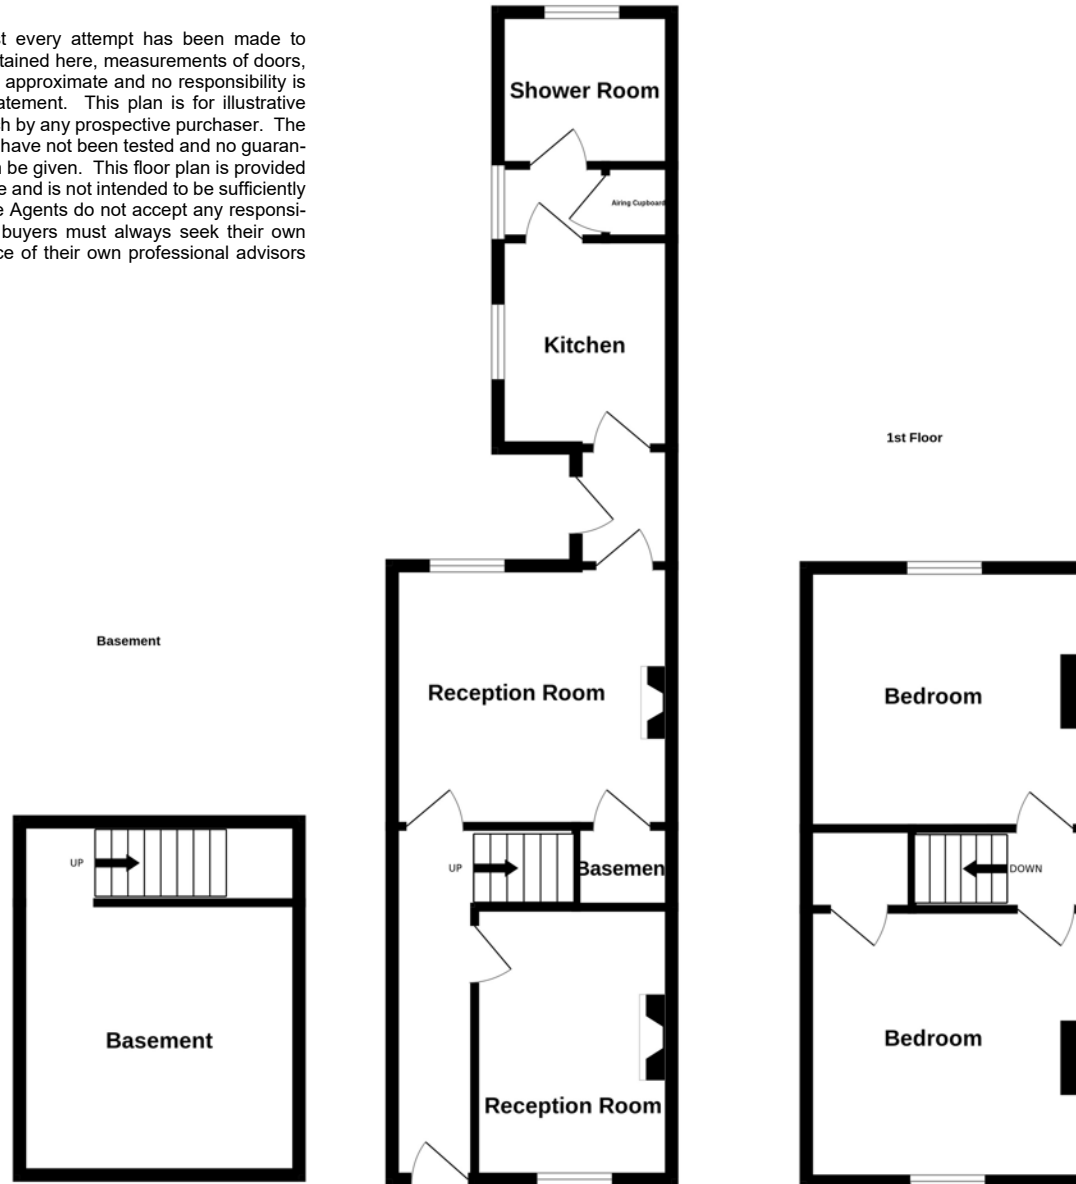 every attempt has been made to
here, measurements of doors,
approximate and no responsibility is
This plan is for illustrative
by any prospective purchaser. The
have not been tested and no guaran-
be given. This floor plan is provided
and is not intended to be sufficiently
Agents do not accept any responsi-
buyers must always seek their own
of their own professional advisors
Shower Room
Airing Cupboard
Kitchen
1st Floor
Basement
Reception Room
Bedroom
UP
UP
Basemen
DOWN
Basement
Bedroom
Reception Room